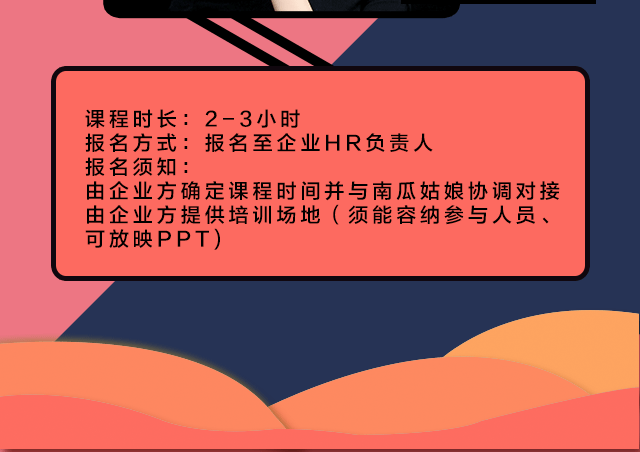 课程时长：2-3小时
报名方式：报名至企业HR负责人
报名须知：
由企业方确定课程时间并与南瓜姑娘协调对接
由企业方提供培训场地（须能容纳参与人员、
可放映PPT）